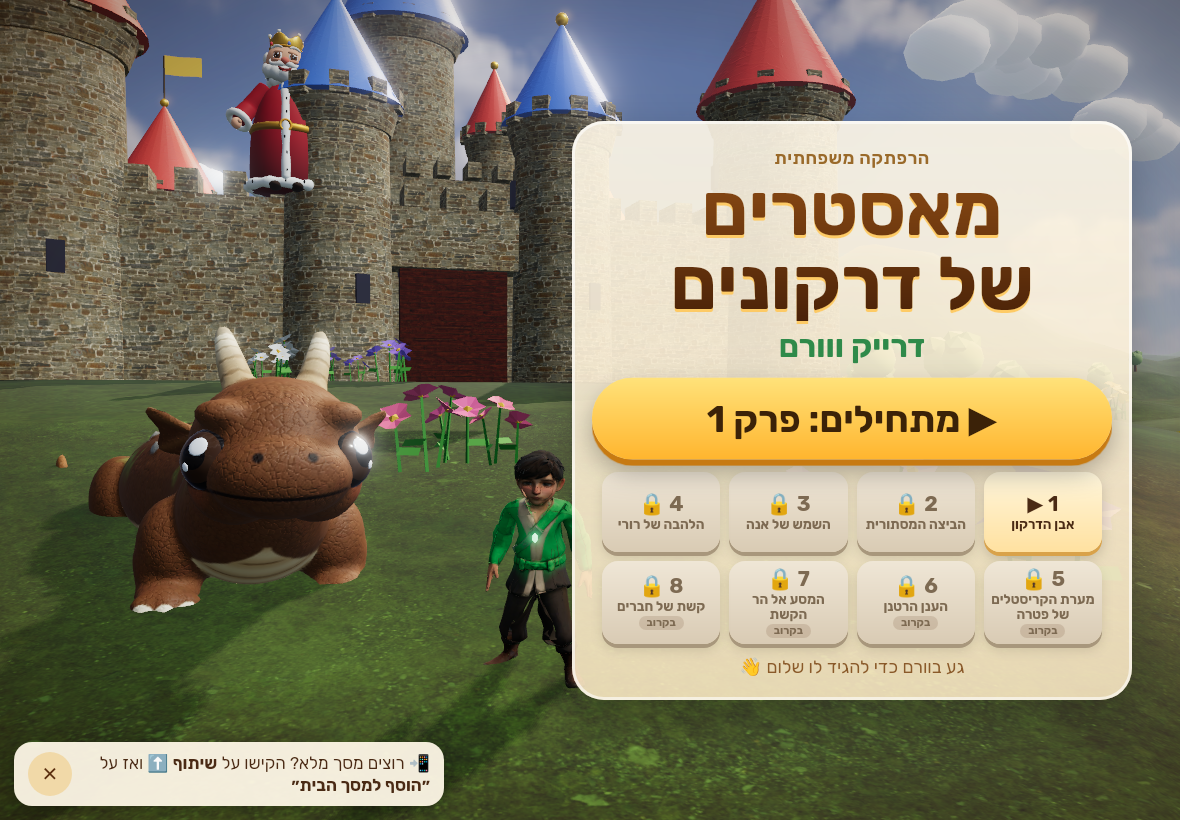 הרפתקה משפחתית
מאסטרים
של דרקונים
דרייק ווורם
▶ מתחילים: פרק 1
▶ 1
אבן הדרקון
2 🔒
הביצה המסתורית
3 🔒
השמש של אנה
4 🔒
הלהבה של רורי
5 🔒
מערת הקריסטלים
של פטרה
בקרוב
6 🔒
הענן הרטגן
בקרוב
7 🔒
המסע אל הר
הקשת
בקרוב
8 🔒
קשת של חברים
בקרוב
גע בוורם כדי להגיד לו שלום 👋
📲 רוצים מסך מלא? הקישו על שיתוף ⬆️ ואז על
״הוסף למסך הבית״
✕